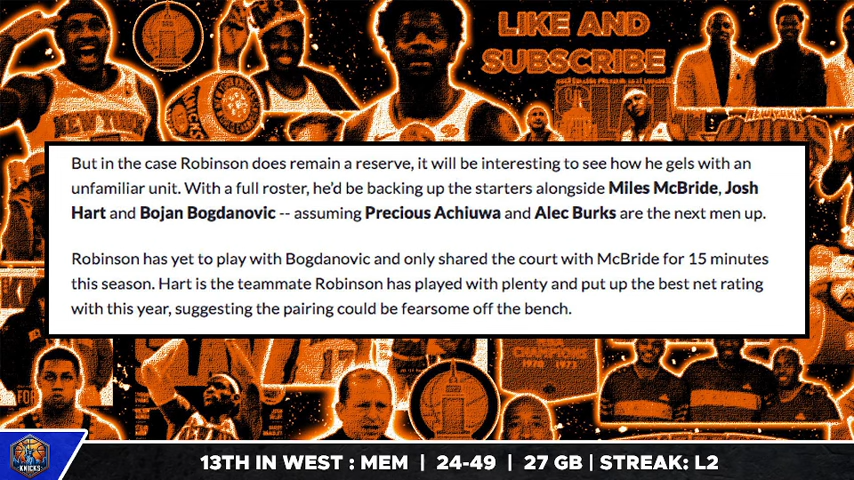 LIKE AND
SUBSCRIBE
NEW YORK
KNICKS
But in the case Robinson does remain a reserve, it will be interesting to see how he gels with an
unfamiliar unit. With a full roster, he'd be backing up the starters alongside Miles McBride, Josh
Hart and Bojan Bogdanovic -- assuming Precious Achiuwa and Alec Burks are the next men up.
Robinson has yet to play with Bogdanovic and only shared the court with McBride for 15 minutes
this season. Hart is the teammate Robinson has played with plenty and put up the best net rating
with this year, suggesting the pairing could be fearsome off the bench.
KNICKS
13TH IN WEST : MEM | 24-49 | 27 GB | STREAK: L2